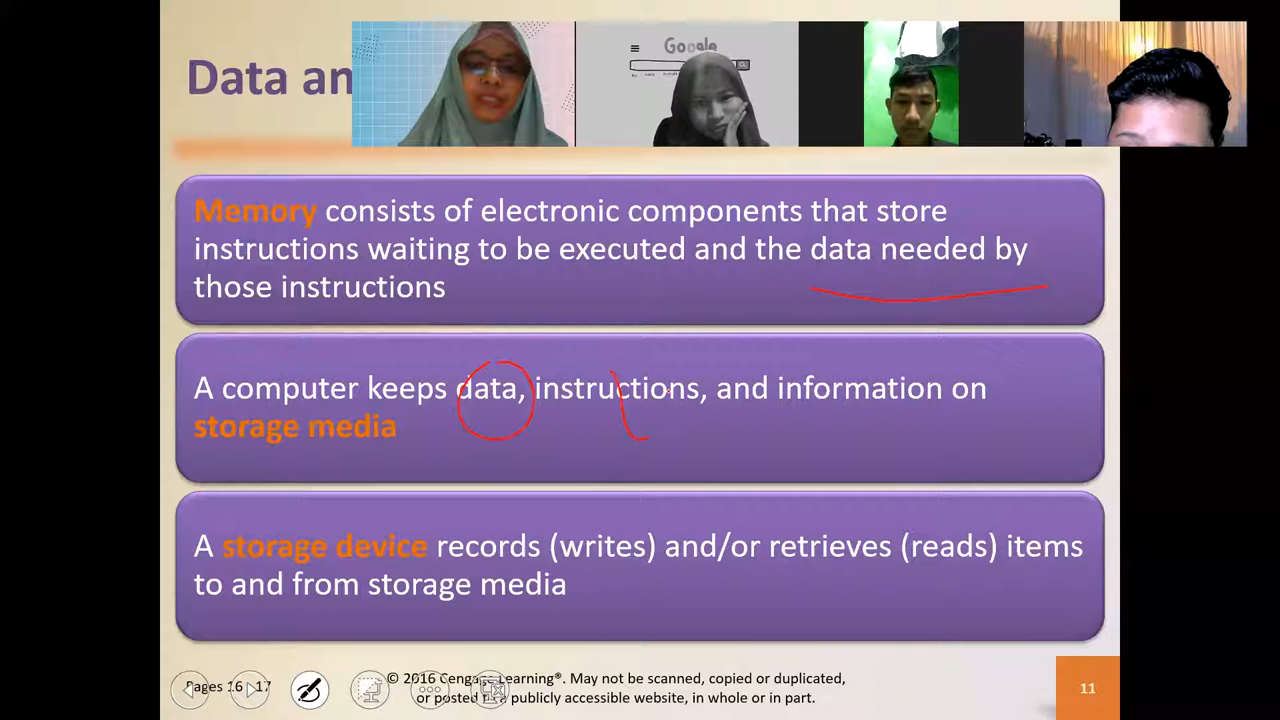 Data an
Google
Memory consists of electronic components that store
instructions waiting to be executed and the data needed by
those instructions
A computer keeps data, instructions, and information on
storage media
A storage device records (writes) and/or retrieves (reads) items
to and from storage media
Pages 16 17
© 2016 Cengage Learning®. May not be scanned, copied or duplicated,
or posted to a publicly accessible website, in whole or in part.
11